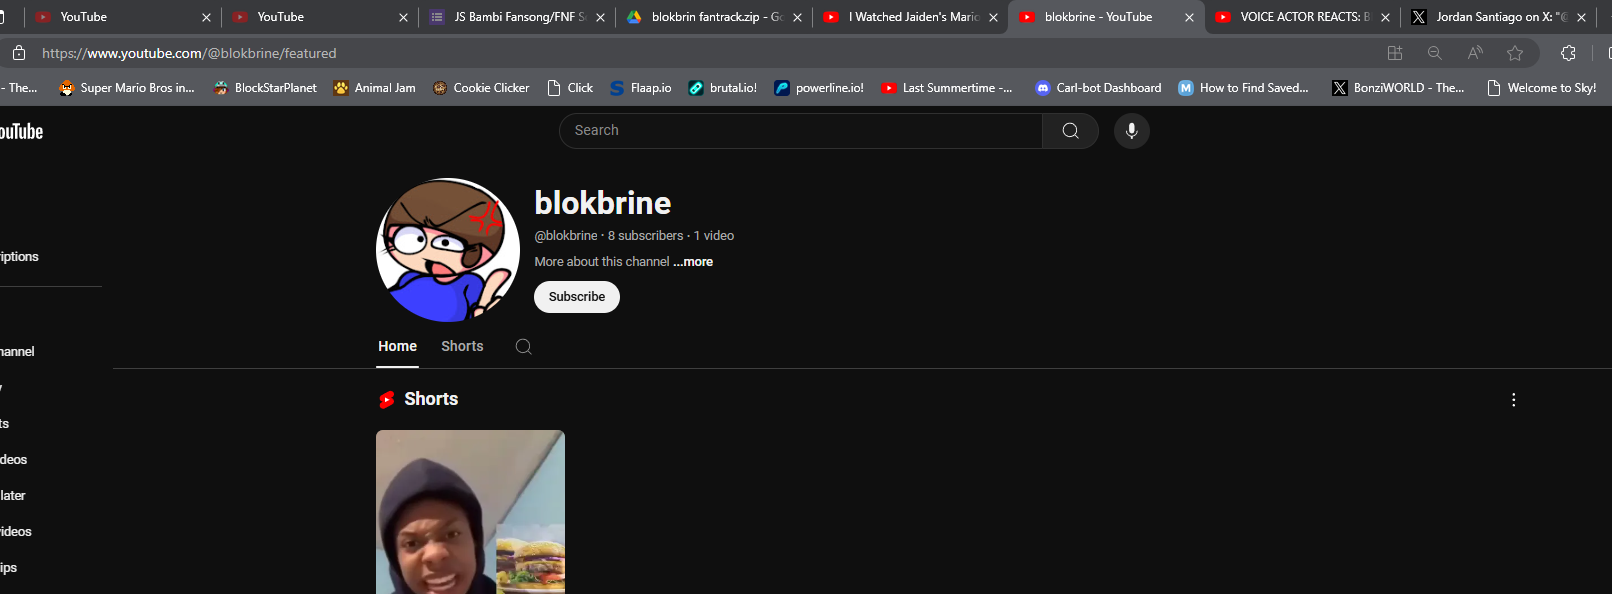 YouTube
YouTube
JS Bambi Fansong/FNF S
blokbrin fantrack.zip - Go
I Watched Jaiden's Mario
blokbrine - YouTube
VOICE ACTOR REACTS: B
Jordan Santiago on X: "@
https://www.youtube.com/@blokbrine/featured
- The...
Super Mario Bros in...
BlockStarPlanet
Animal Jam
Cookie Clicker
Click
Flaap.io
brutal.io!
powerline.io!
Last Summertime -...
Carl-bot Dashboard
How to Find Saved...
BonziWORLD - The...
Welcome to Sky!
ouTube
Search
blokbrine
@blokbrine · 8 subscribers · 1 video
More about this channel ...more
Subscribe
iptions
Home
Shorts
hannel
y
Shorts
ts
deos
later
videos
ips